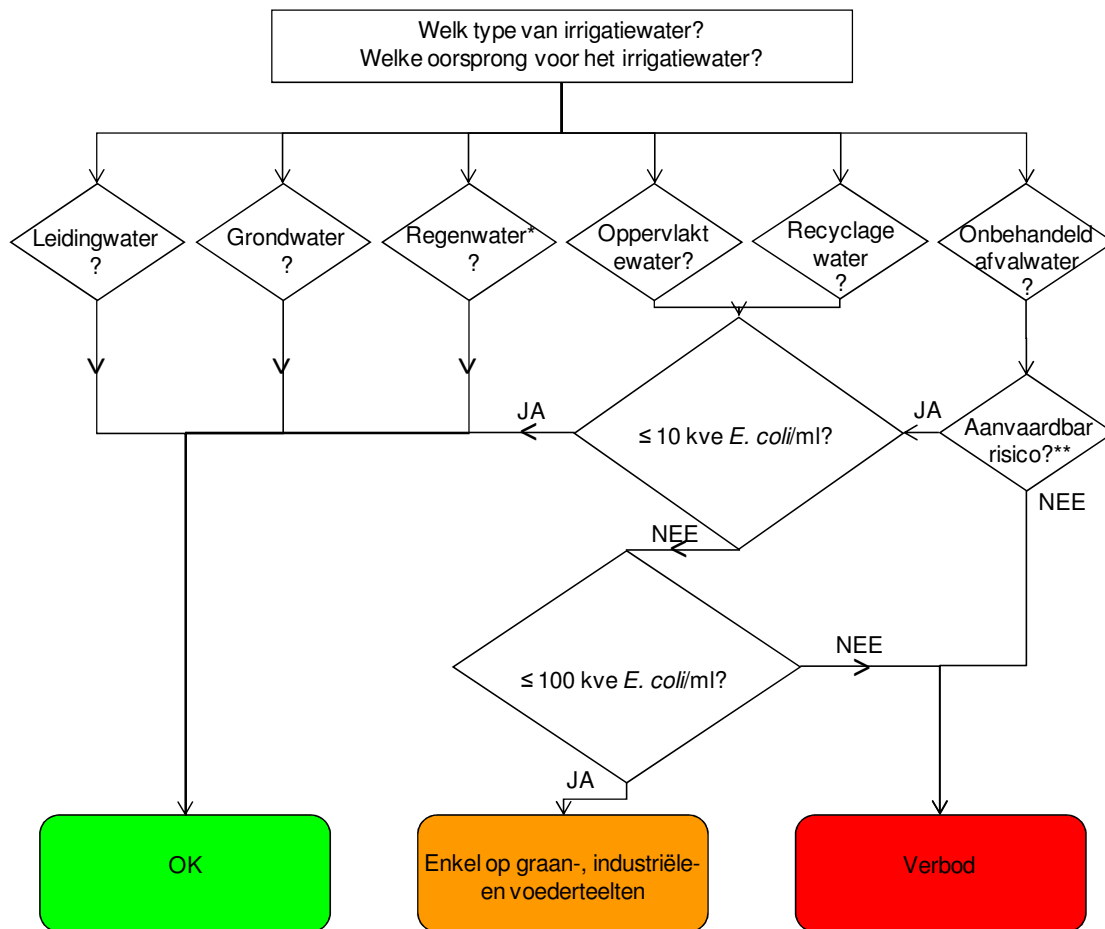 Welk type van irrigatiewater?
Welke oorsprong voor het irrigatiewater?
Leidingwater
?
Grondwater
?
Regenwater*
?
Oppervlakt
ewater?
Recyclage
water
?
Onbehandeld
afvalwater
?
JA
≤ 10 kve E. coli/ml?
JA
Aanvaardbar
risico?**
NEE
NEE
≤ 100 kve E. coli/ml?
NEE
JA
OK
Enkel op graan-, industriële-
en voederteelten
Verbod